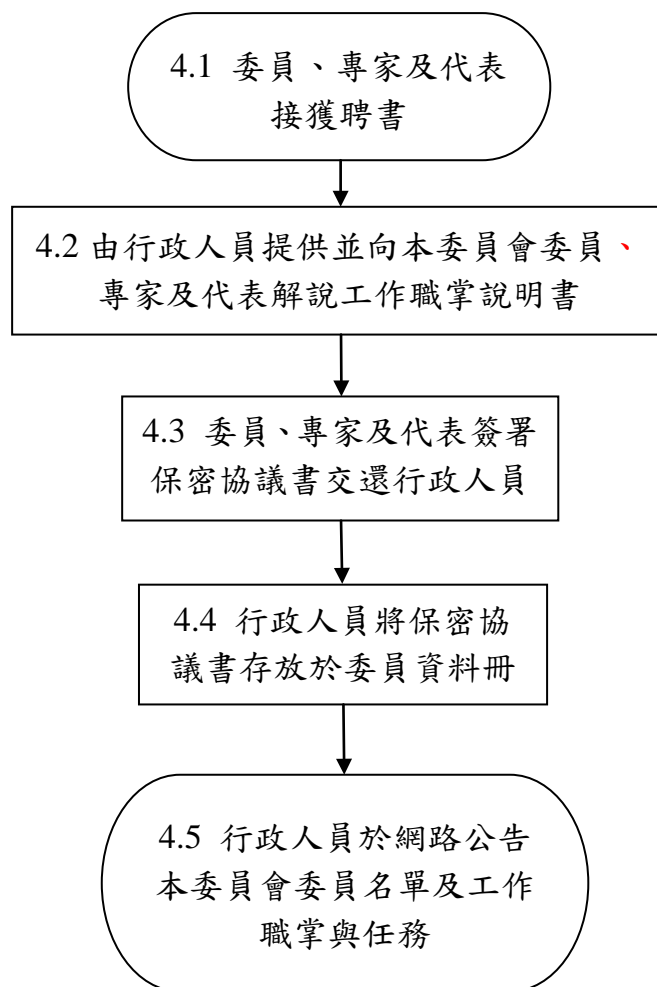 4.1 委員、專家及代表
接獲聘書
4.2 由行政人員提供並向本委員會委員、
專家及代表解說工作職掌說明書
4.3 委員、專家及代表簽署
保密協議書交還行政人員
4.4 行政人員將保密協
議書存放於委員資料冊
4.5 行政人員於網路公告
本委員會委員名單及工作
職掌與任務